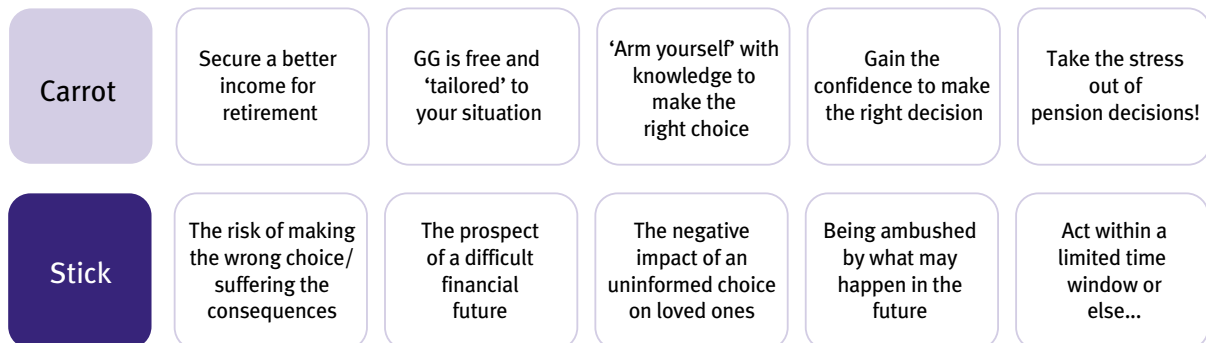 Carrot
Secure a better
income for
retirement
GG is free and
‘tailored’ to
your situation
‘Arm yourself’ with
knowledge to
make the
right choice
Gain the
confidence to make
the right decision
Take the stress
out of
pension decisions!
Stick
The risk of making
the wrong choice/
suffering the
consequences
The prospect
of a difficult
financial
future
The negative
impact of an
uninformed choice
on loved ones
Being ambushed
by what may
happen in the
future
Act within a
limited time
window or
else...